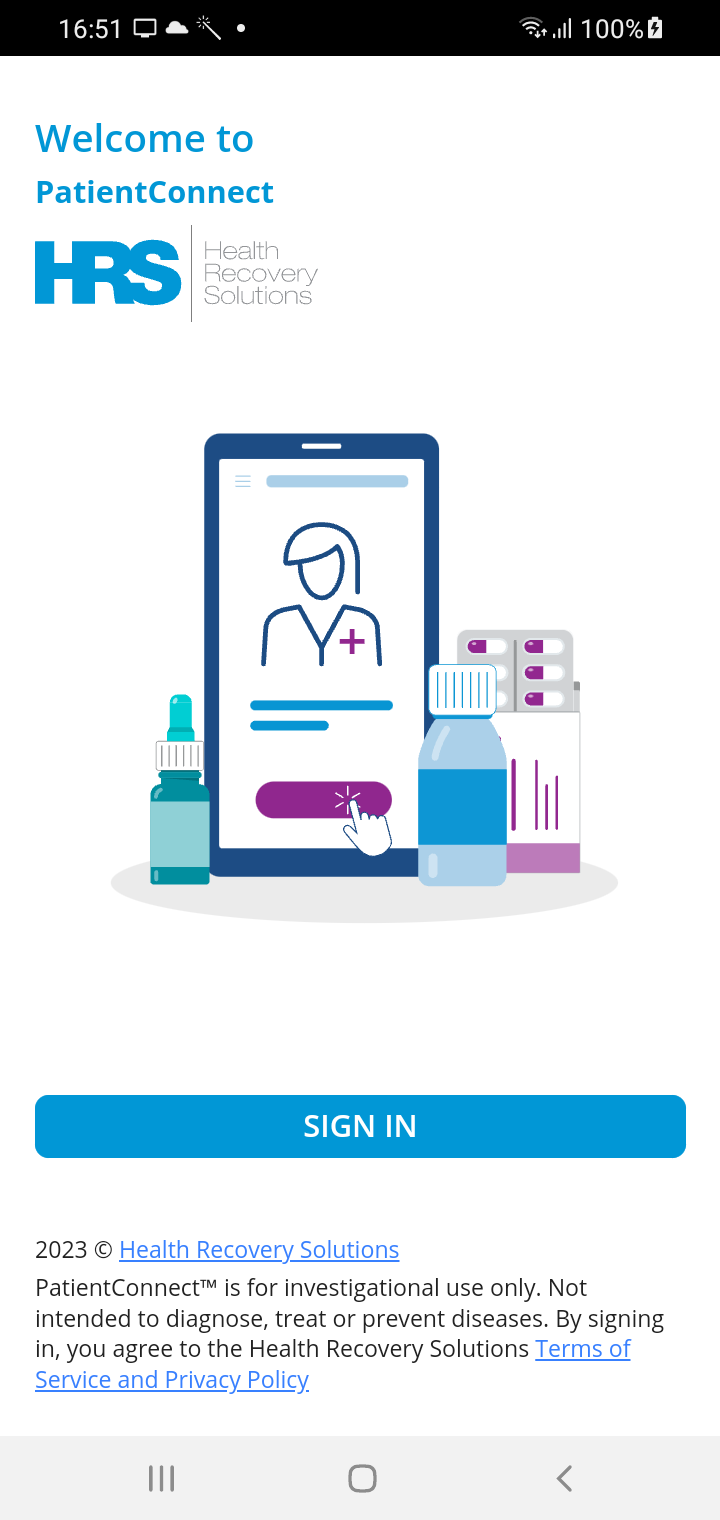 16:51 100%
Welcome to
PatientConnect
HRS
Health
Recovery
Solutions
SIGN IN
2023 © Health Recovery Solutions
PatientConnect™ is for investigational use only. Not
intended to diagnose, treat or prevent diseases. By signing
in, you agree to the Health Recovery Solutions Terms of
Service and Privacy Policy